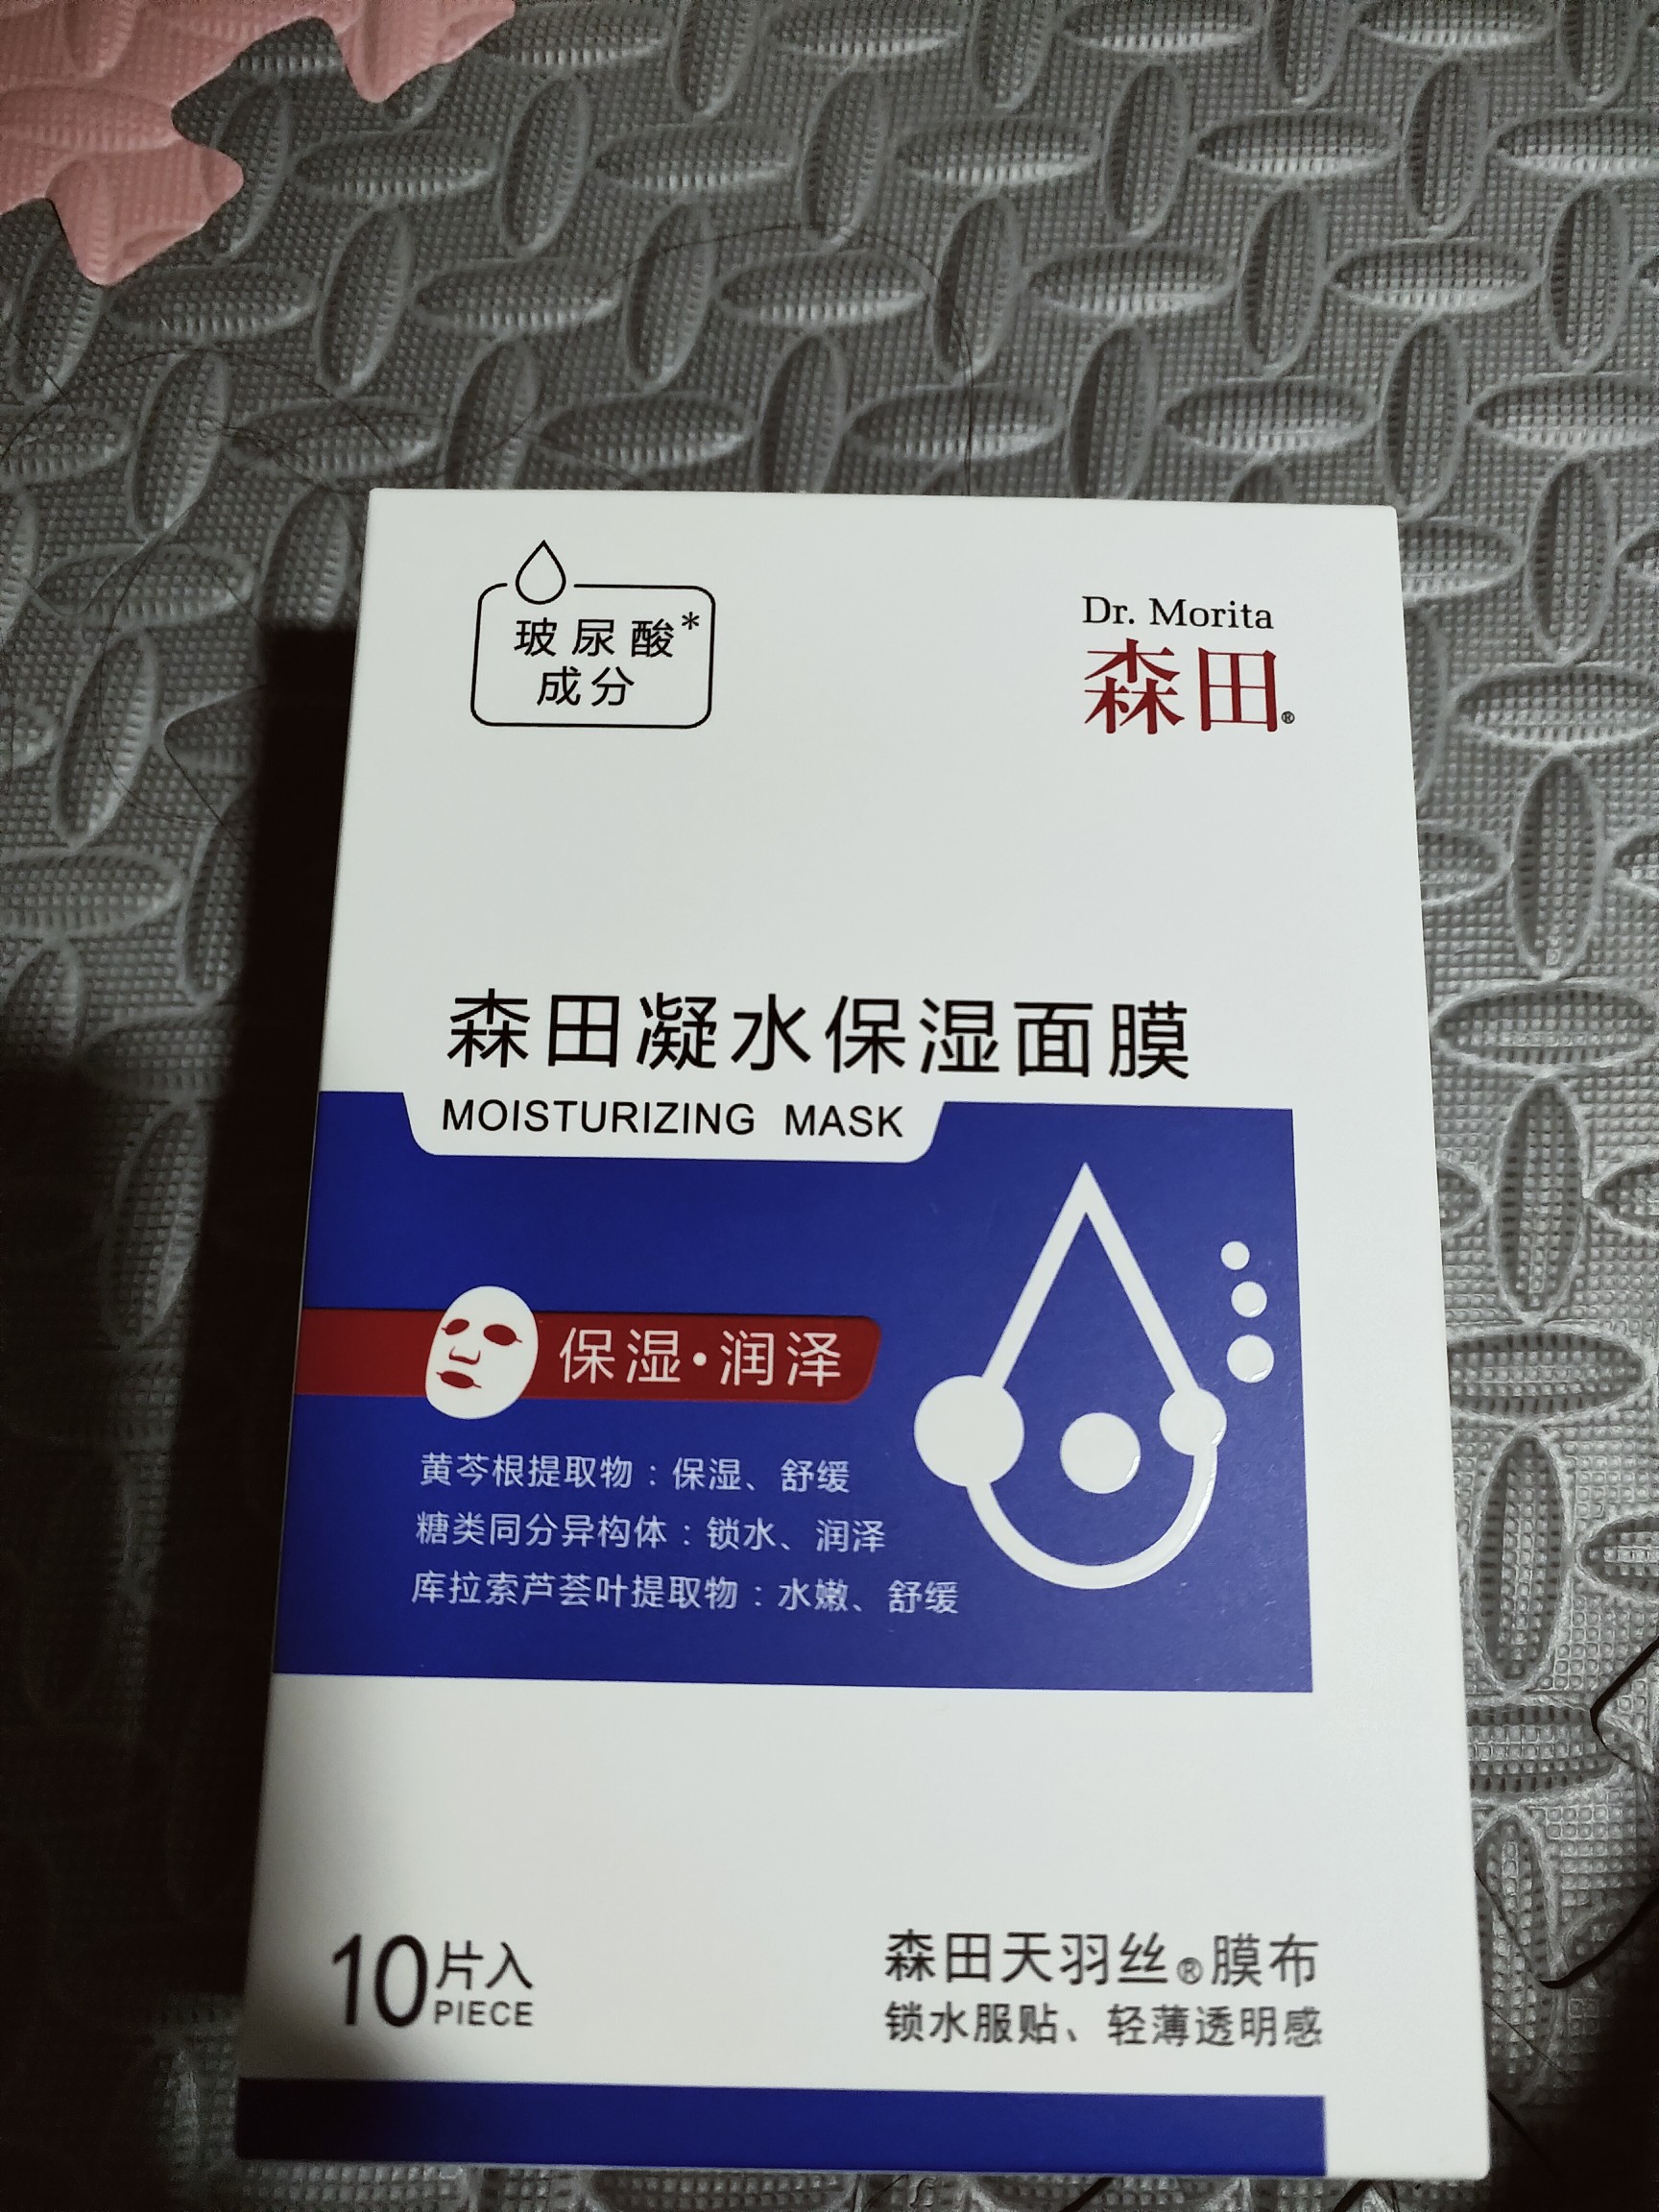 玻尿酸*
成分
Dr. Morita
森田®
森田凝水保湿面膜
MOISTURIZING MASK
保湿·润泽
黄芩根提取物：保湿、舒缓
糖类同分异构体：锁水、润泽
库拉索芦荟叶提取物：水嫩、舒缓
10片入
PIECE
森田天羽丝®膜布
锁水服贴、轻薄透明感